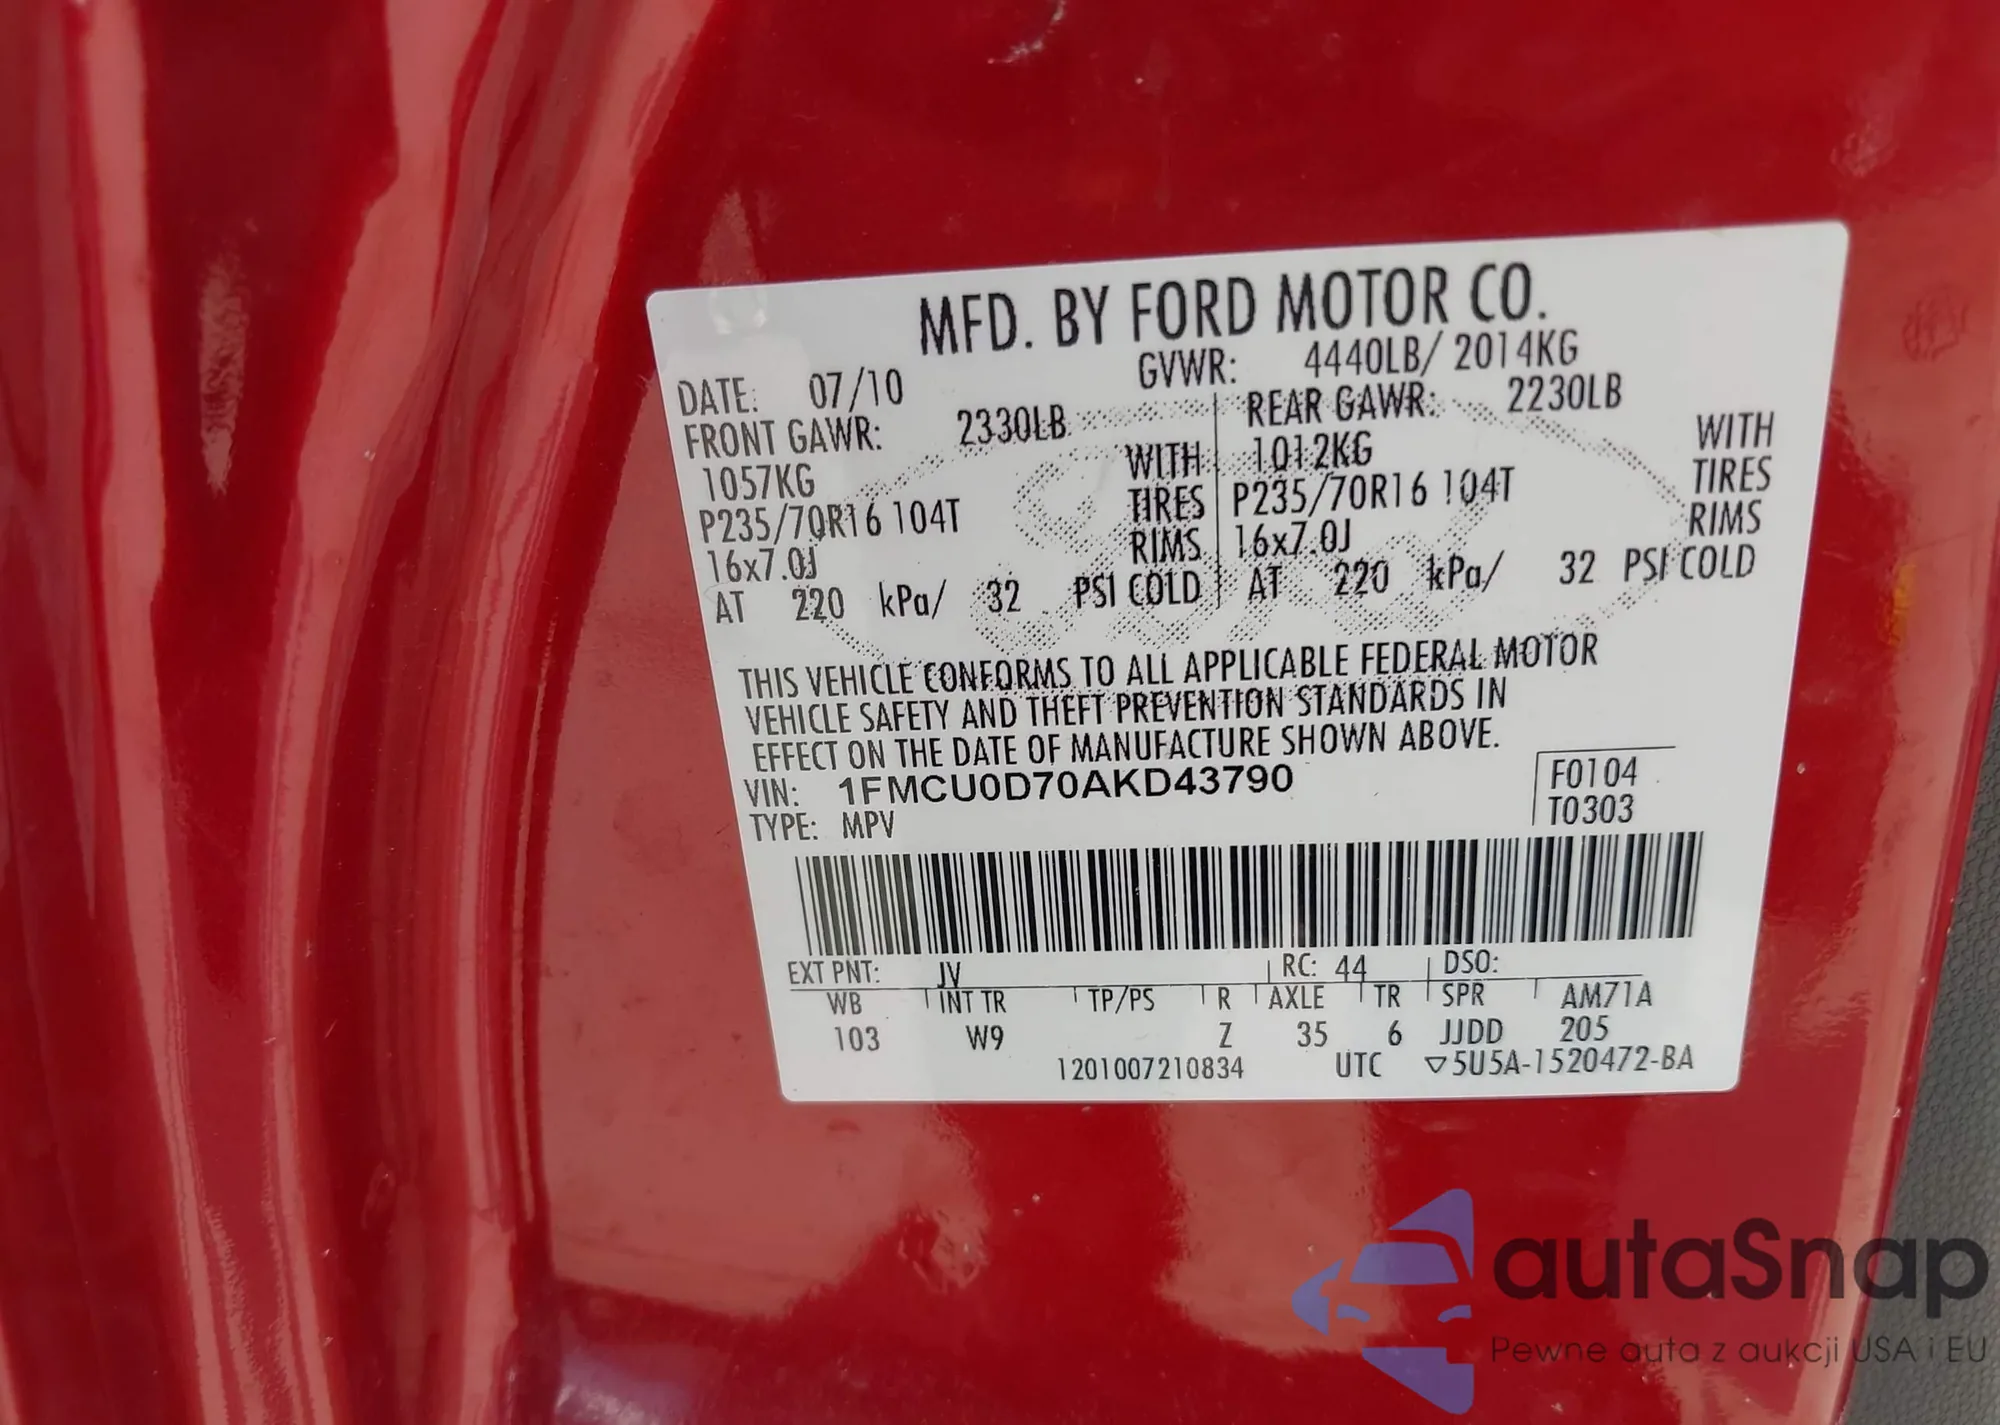 MFD. BY FORD MOTOR CO.
DATE: 07/10 GVWR: 4440LB/ 2014KG
FRONT GAWR: 2330LB REAR GAWR: 2230LB
1057KG WITH 1012KG WITH
P235/70R16 104T TIRES P235/70R16 104T TIRES
16x7.0J RIMS 16x7.0J RIMS
AT 220 kPa/ 32 PSI COLD AT 220 kPa/ 32 PSI COLD
THIS VEHICLE CONFORMS TO ALL APPLICABLE FEDERAL MOTOR
VEHICLE SAFETY AND THEFT PREVENTION STANDARDS IN
EFFECT ON THE DATE OF MANUFACTURE SHOWN ABOVE.
VIN: 1FMCU0D70AKD43790 F0104
TYPE: MPV T0303
EXT PNT: JV RC: 44 DSO:
WB INT TR TP/PS R AXLE TR SPR AM71A
103 W9 Z 35 6 JJDD 205
1201007210834 UTC ▽5U5A-1520472-BA
autaSnap
Pewne auta z aukcji USA i EU